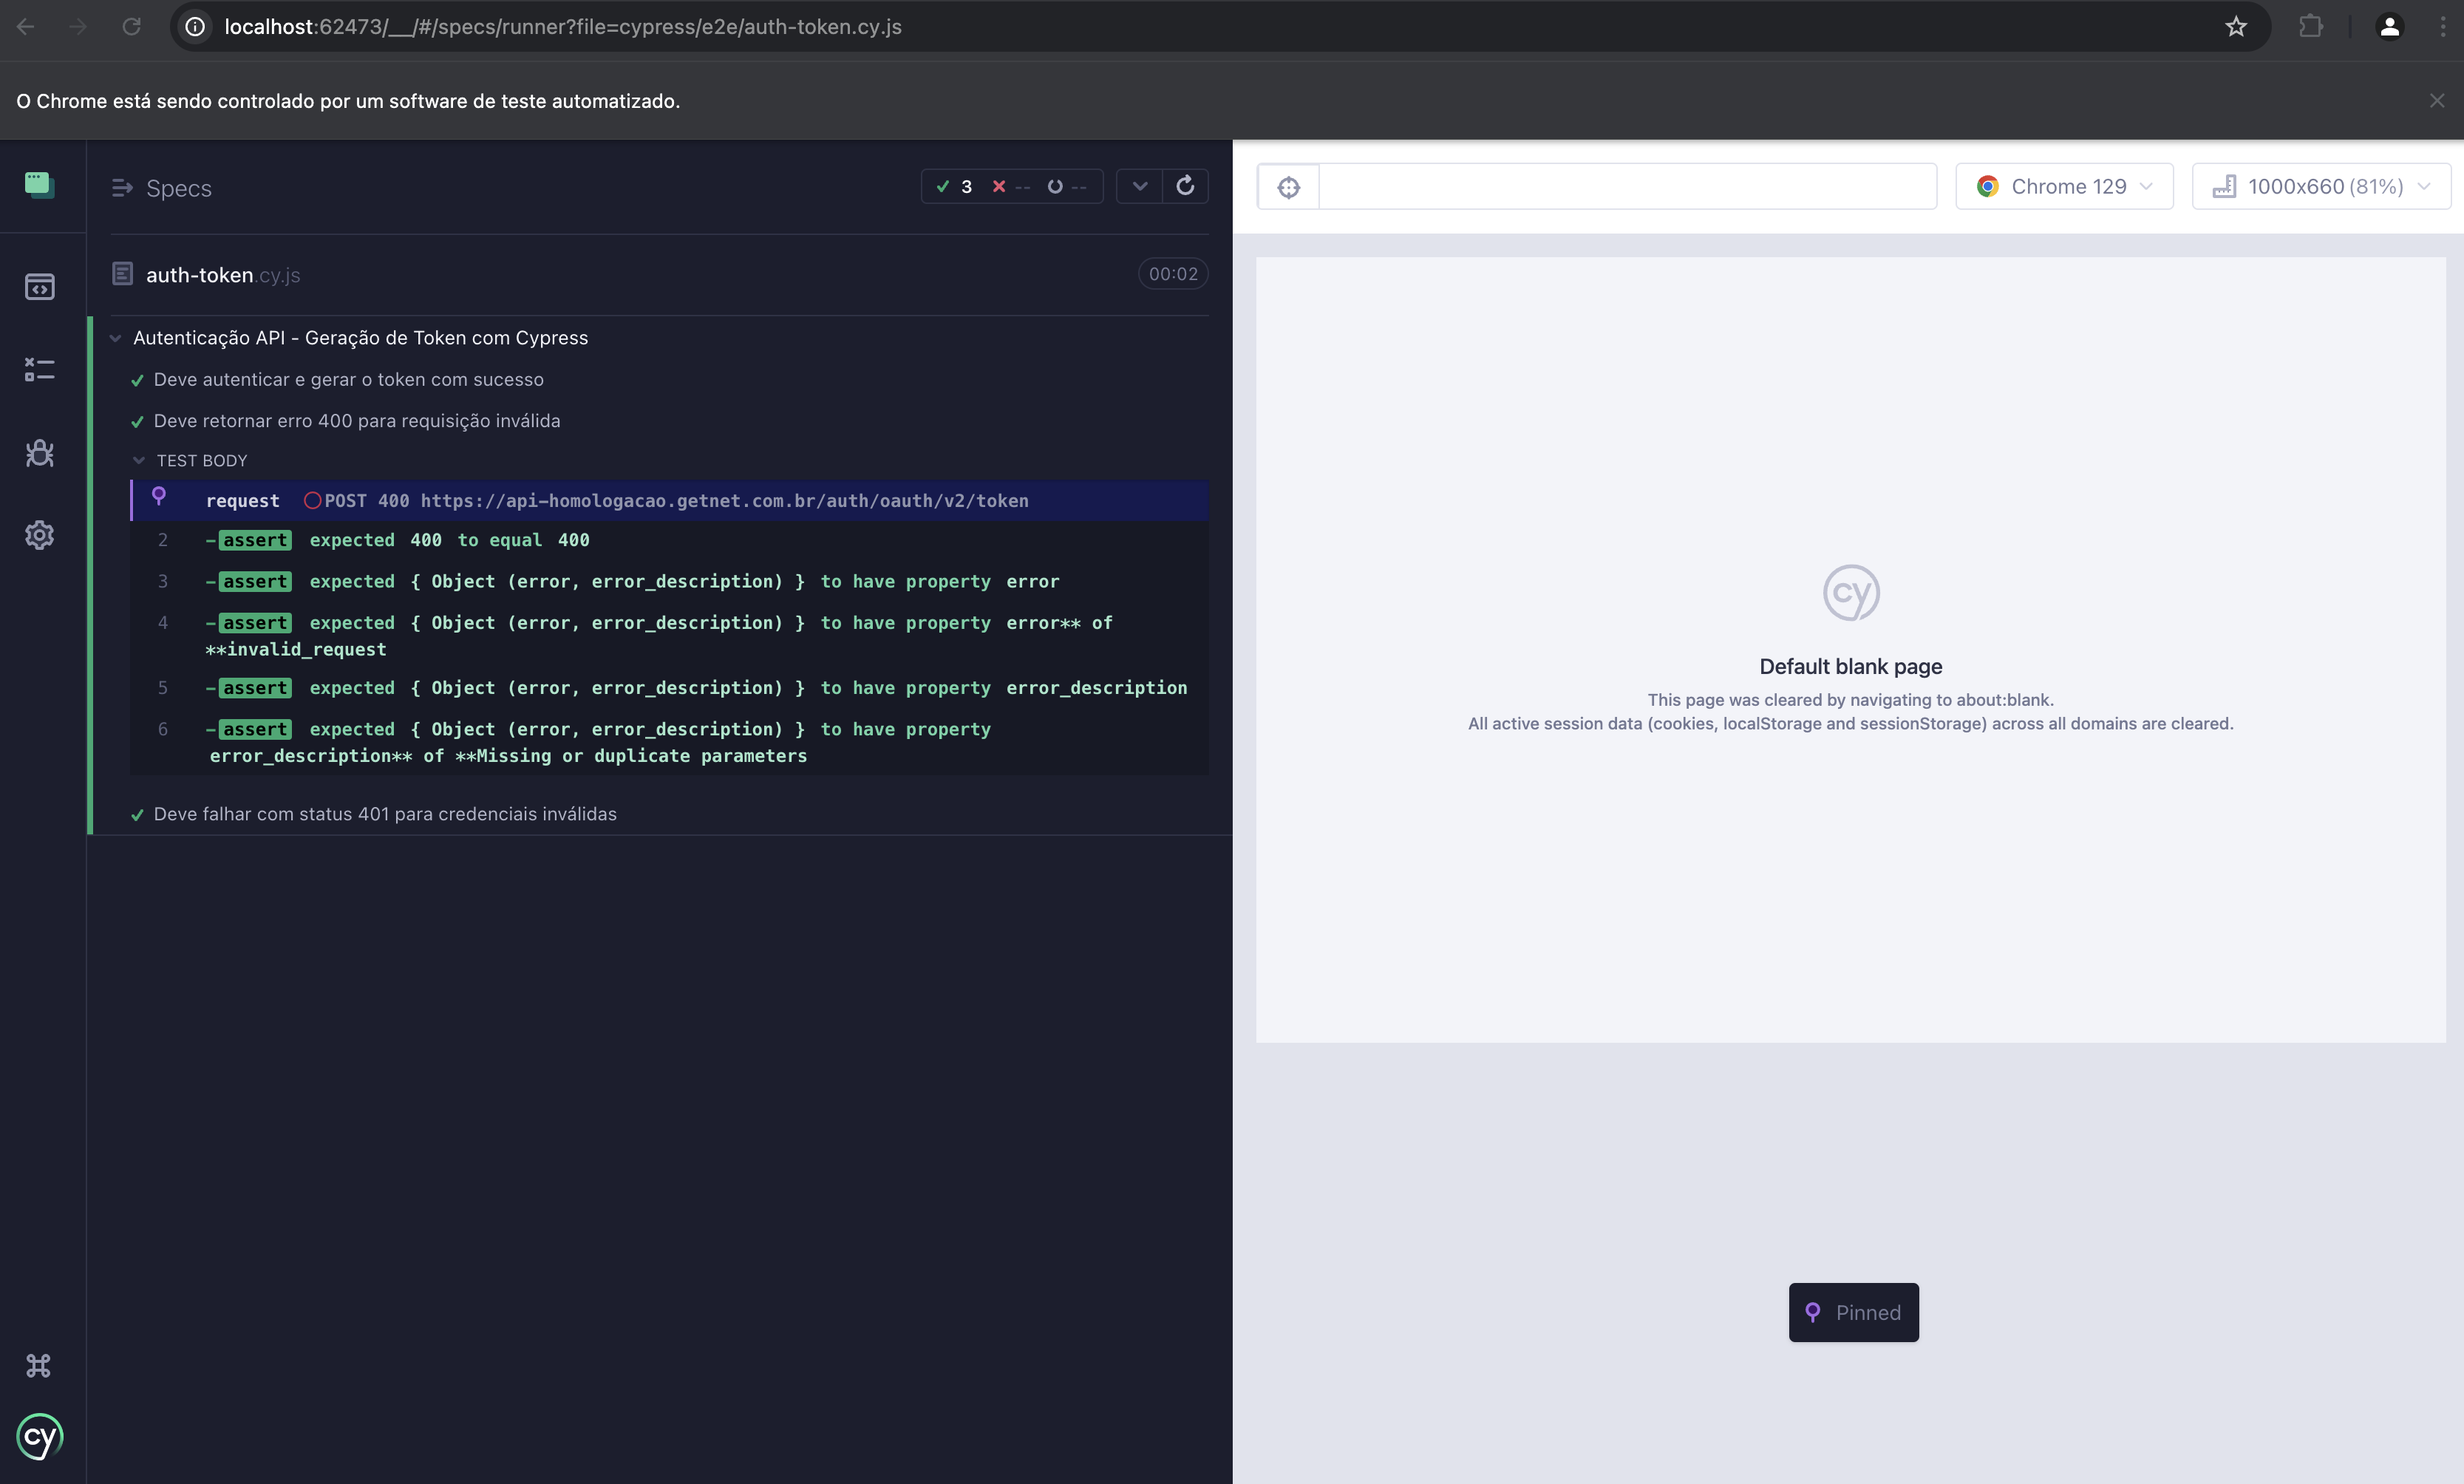 localhost:62473/__/#/specs/runner?file=cypress/e2e/auth-token.cy.js
O Chrome está sendo controlado por um software de teste automatizado.
Specs
3 -- --
Chrome 129
1000x660 (81%)
auth-token.cy.js
00:02
Autenticação API - Geração de Token com Cypress
Deve autenticar e gerar o token com sucesso
Deve retornar erro 400 para requisição inválida
TEST BODY
request POST 400 https://api-homologacao.getnet.com.br/auth/oauth/v2/token
2 -assert expected 400 to equal 400
3 -assert expected { Object (error, error_description) } to have property error
4 -assert expected { Object (error, error_description) } to have property error** of
**invalid_request
5 -assert expected { Object (error, error_description) } to have property error_description
6 -assert expected { Object (error, error_description) } to have property
error_description** of **Missing or duplicate parameters
Deve falhar com status 401 para credenciais inválidas
cy
Default blank page
This page was cleared by navigating to about:blank.
All active session data (cookies, localStorage and sessionStorage) across all domains are cleared.
Pinned
cy